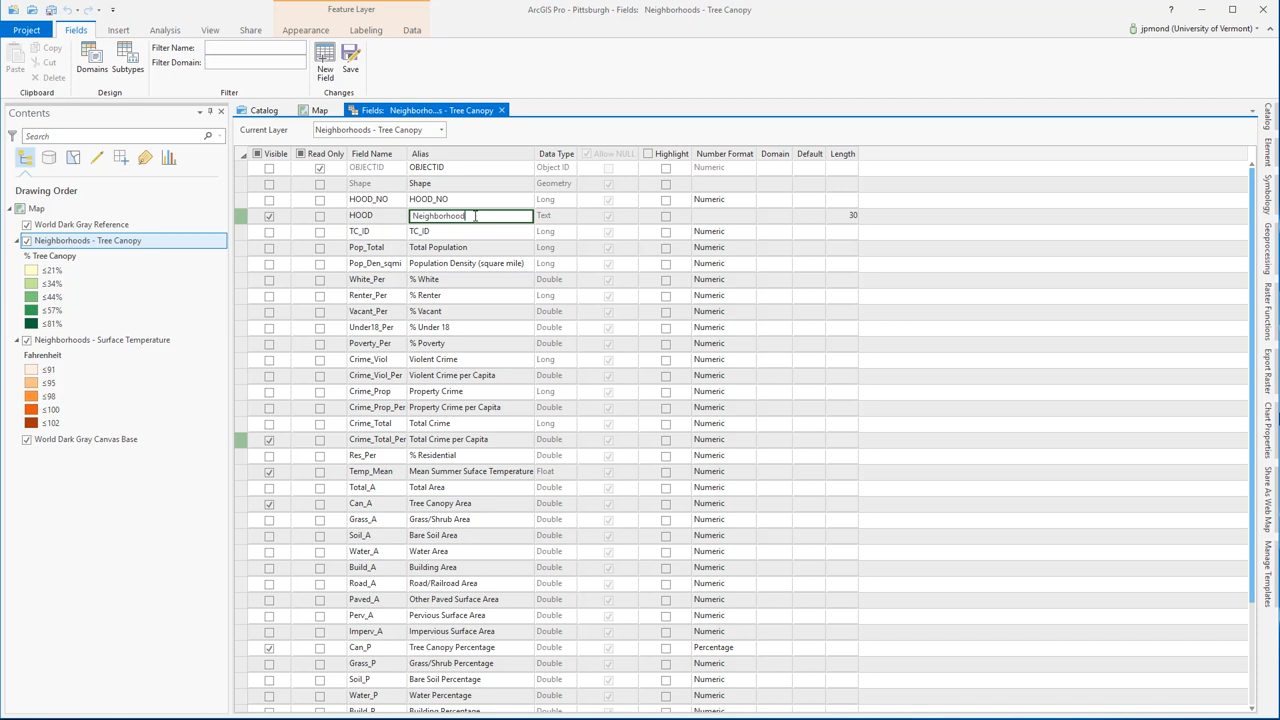 Feature Layer
ArcGIS Pro - Pittsburgh - Fields: Neighborhoods - Tree Canopy
Project Fields Insert Analysis View Share Appearance Labeling Data
jpmond (University of Vermont)
Paste
Copy
Cut
Delete
Clipboard
Domains
Subtypes
Design
Filter Name:
Filter Domain:
Filter
New Field
Save
Changes
Contents
Search
Drawing Order
Map
World Dark Gray Reference
Neighborhoods - Tree Canopy
% Tree Canopy
≤21%
≤34%
≤44%
≤57%
≤81%
Neighborhoods - Surface Temperature
Fahrenheit
≤91
≤95
≤98
≤100
≤102
World Dark Gray Canvas Base
Catalog Map Fields: Neighborho...s - Tree Canopy
Current Layer Neighborhoods - Tree Canopy
Visible Read Only Field Name Alias Data Type Allow NULL Highlight Number Format Domain Default Length
OBJECTID OBJECTID Object ID Numeric
Shape Shape Geometry
HOOD_NO HOOD_NO Long Numeric
HOOD Neighborhood Text 30
TC_ID TC_ID Long Numeric
Pop_Total Total Population Long Numeric
Pop_Den_sqmi Population Density (square mile) Long Numeric
White_Per % White Double Numeric
Renter_Per % Renter Long Numeric
Vacant_Per % Vacant Double Numeric
Under18_Per % Under 18 Double Numeric
Poverty_Per % Poverty Double Numeric
Crime_Viol Violent Crime Long Numeric
Crime_Viol_Per Violent Crime per Capita Double Numeric
Crime_Prop Property Crime Long Numeric
Crime_Prop_Per Property Crime per Capita Double Numeric
Crime_Total Total Crime Long Numeric
Crime_Total_Per Total Crime per Capita Double Numeric
Res_Per % Residential Double Numeric
Temp_Mean Mean Summer Suface Temperature Float Numeric
Total_A Total Area Double Numeric
Can_A Tree Canopy Area Double Numeric
Grass_A Grass/Shrub Area Double Numeric
Soil_A Bare Soil Area Double Numeric
Water_A Water Area Double Numeric
Build_A Building Area Double Numeric
Road_A Road/Railroad Area Double Numeric
Paved_A Other Paved Surface Area Double Numeric
Perv_A Pervious Surface Area Double Numeric
Imperv_A Impervious Surface Area Double Numeric
Can_P Tree Canopy Percentage Double Percentage
Grass_P Grass/Shrub Percentage Double Numeric
Soil_P Bare Soil Percentage Double Numeric
Water_P Water Percentage Double Numeric
Build_P Building Percentage Double Numeric
Catalog
Element
Symbology
Geoprocessing
Raster Functions
Export Raster
Chart Properties
Share As Web Map
Manage Templates